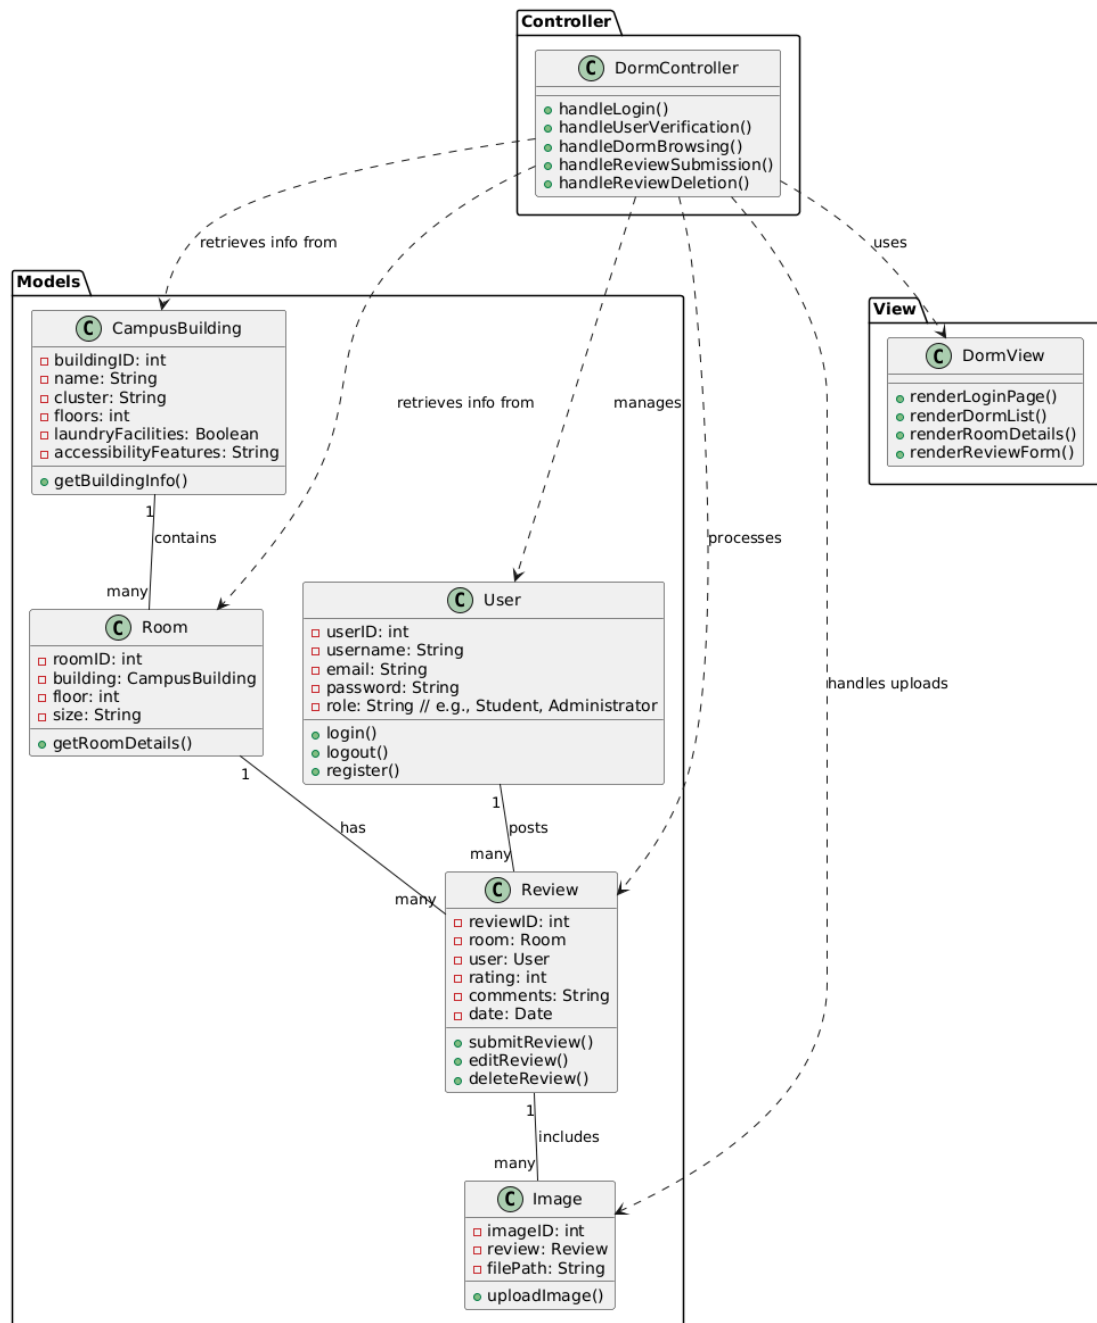 Controller
C DormController
handleLogin()
handleUserVerification()
handleDormBrowsing()
handleReviewSubmission()
handleReviewDeletion()
retrieves info from
uses
Models
C CampusBuilding
buildingID: int
name: String
cluster: String
floors: int
laundryFacilities: Boolean
accessibilityFeatures: String
getBuildingInfo()
View
C DormView
renderLoginPage()
renderDormList()
renderRoomDetails()
renderReviewForm()
retrieves info from
manages
1
contains
many
processes
C Room
roomID: int
building: CampusBuilding
floor: int
size: String
getRoomDetails()
C User
userID: int
username: String
email: String
password: String
role: String // e.g., Student, Administrator
login()
logout()
register()
handles uploads
1
has
many
1
posts
many
C Review
reviewID: int
room: Room
user: User
rating: int
comments: String
date: Date
submitReview()
editReview()
deleteReview()
1
includes
many
C Image
imageID: int
review: Review
filePath: String
uploadImage()